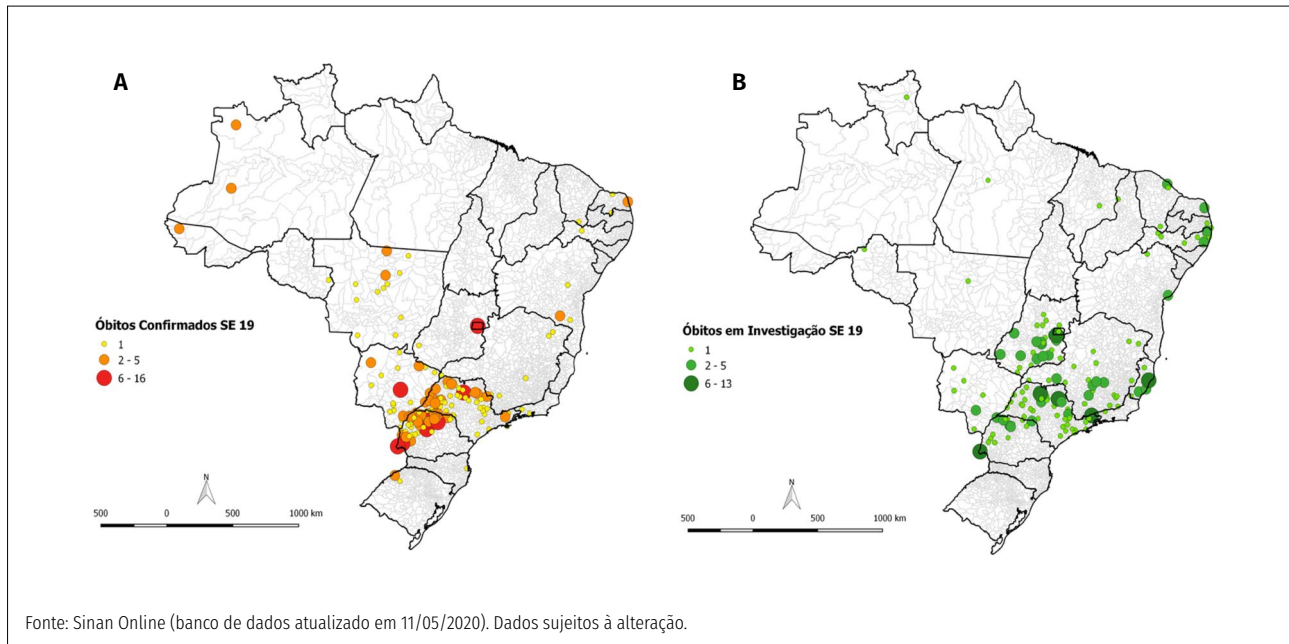 A
Óbitos Confirmados SE 19
1
2 - 5
6 - 16
N
500 0 500 1000 km
B
Óbitos em Investigação SE 19
1
2 - 5
6 - 13
N
500 0 500 1000 km
Fonte: Sinan Online (banco de dados atualizado em 11/05/2020). Dados sujeitos à alteração.